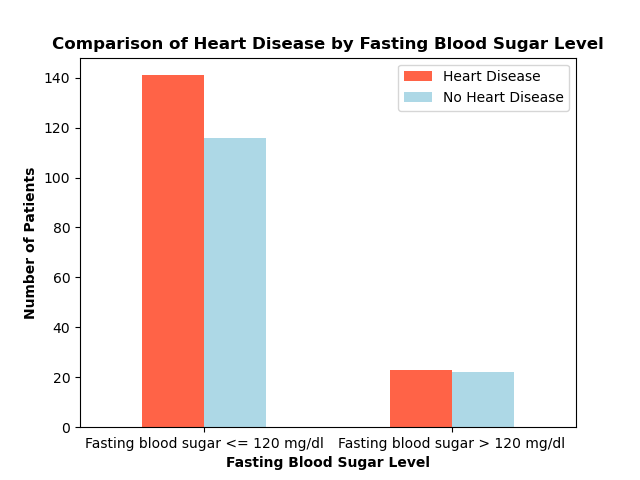 Comparison of Heart Disease by Fasting Blood Sugar Level
Heart Disease
No Heart Disease
Number of Patients
140
120
100
80
60
40
20
0
Fasting blood sugar <= 120 mg/dl
Fasting blood sugar > 120 mg/dl
Fasting Blood Sugar Level